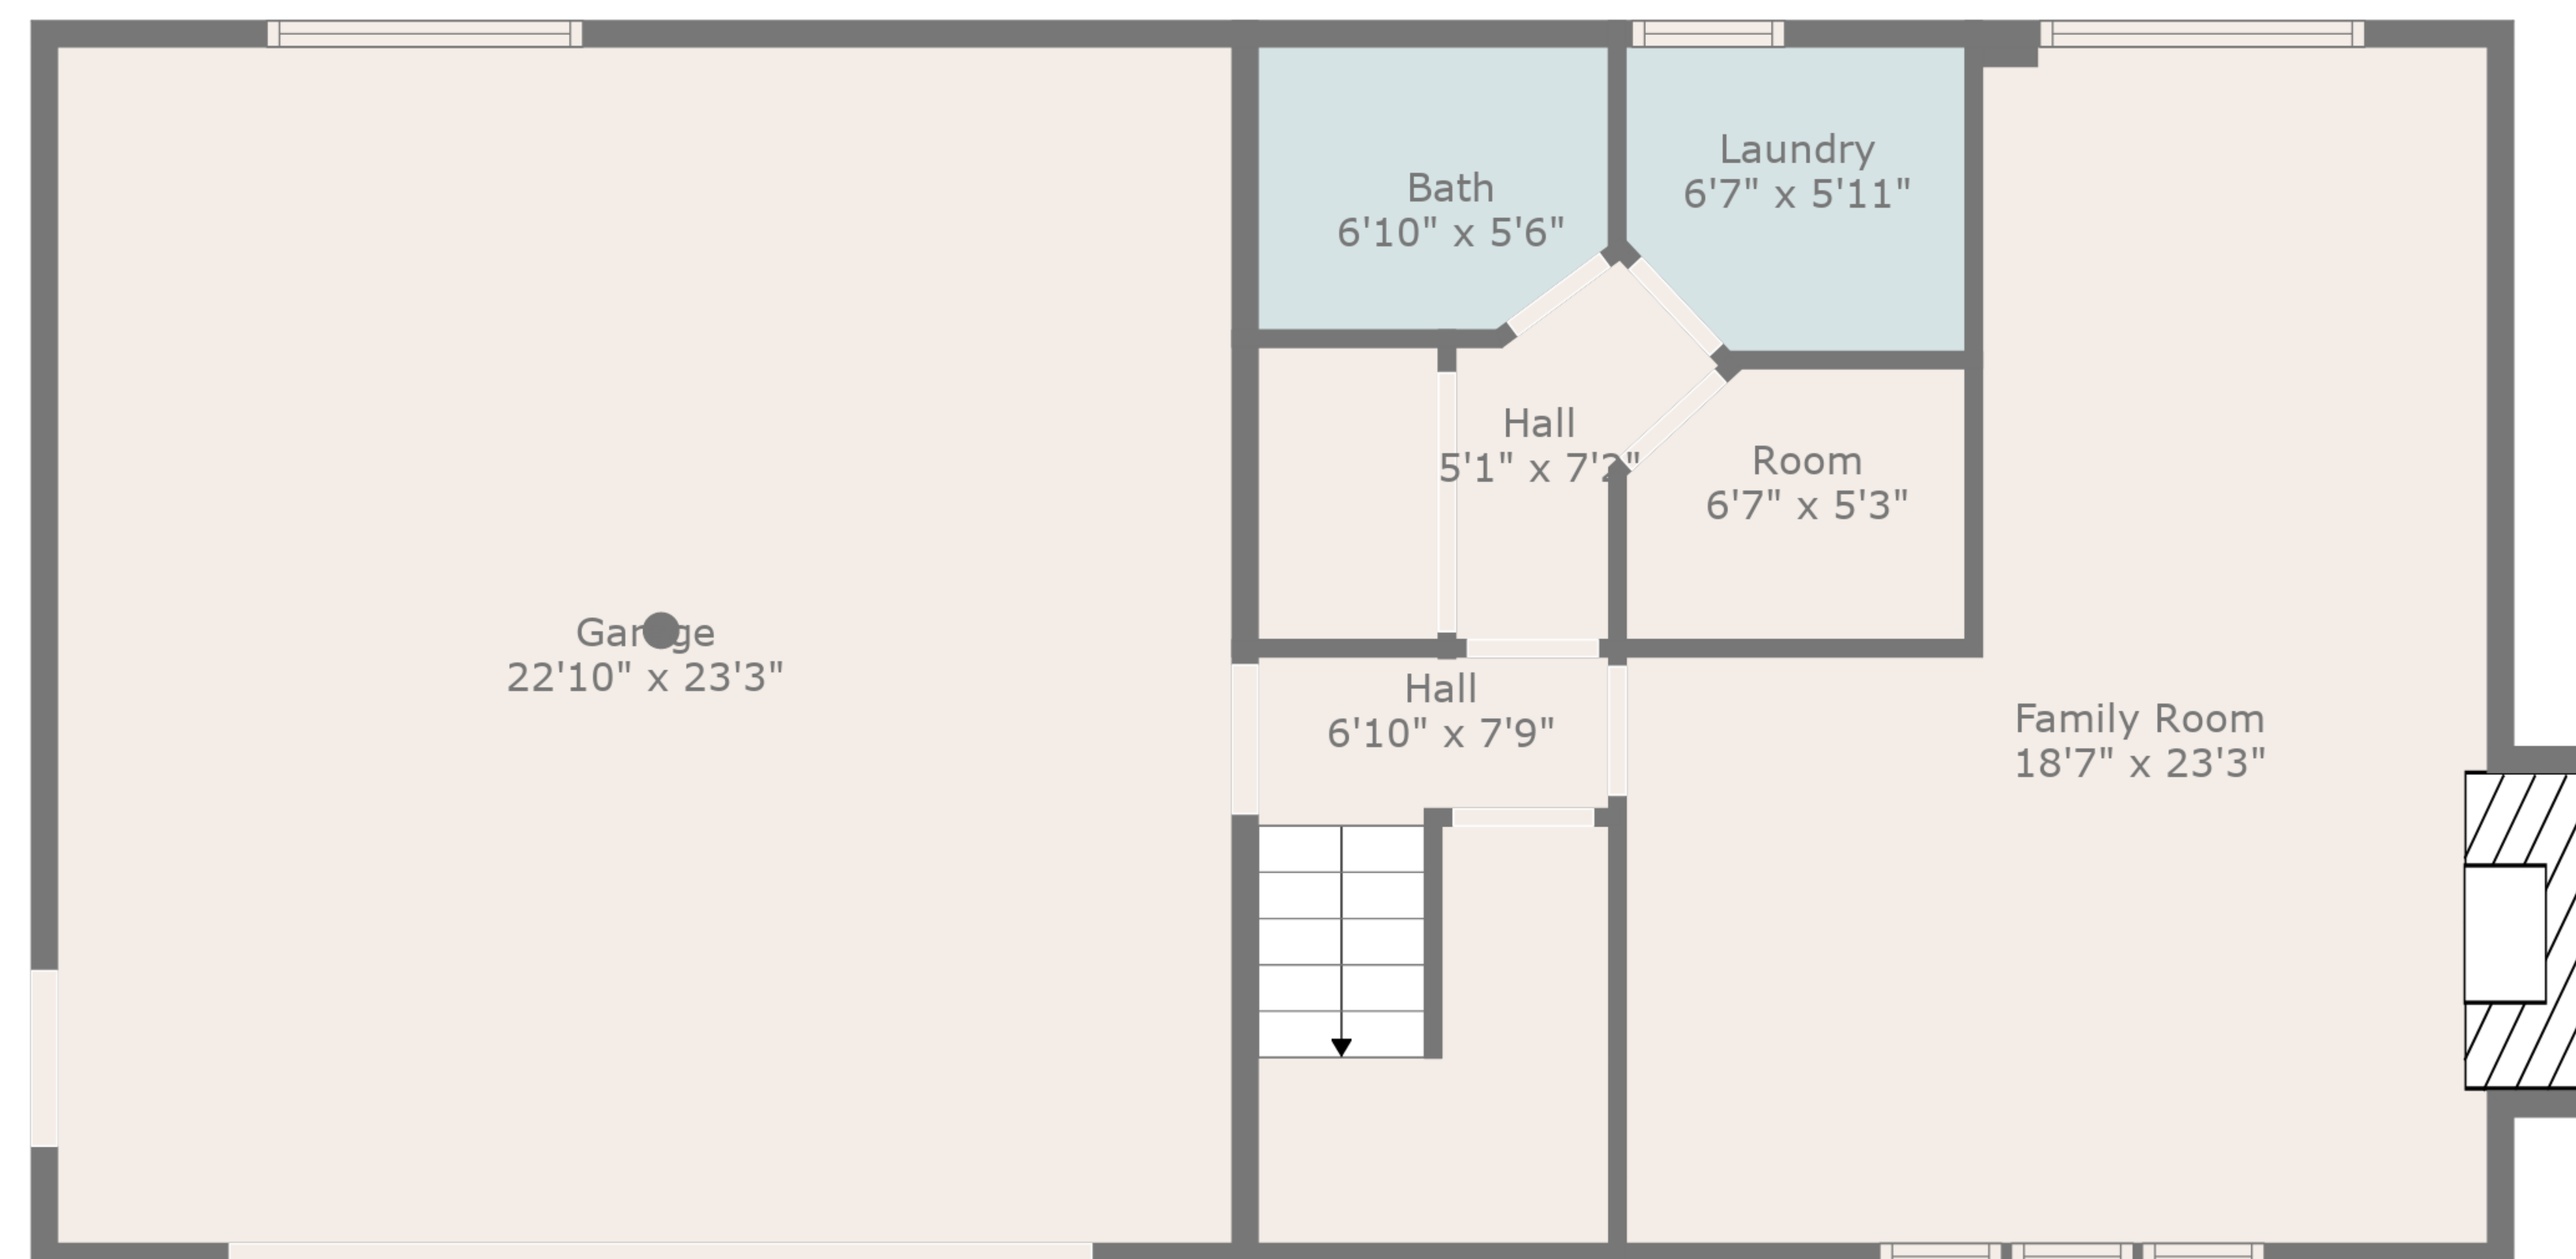 Bath
6'10" x 5'6"
Laundry
6'7" x 5'11"
Hall
5'1" x 7'2"
Room
6'7" x 5'3"
22'10" x 23'3"
Hall
6'10" x 7'9"
Family Room
18'7" x 23'3"